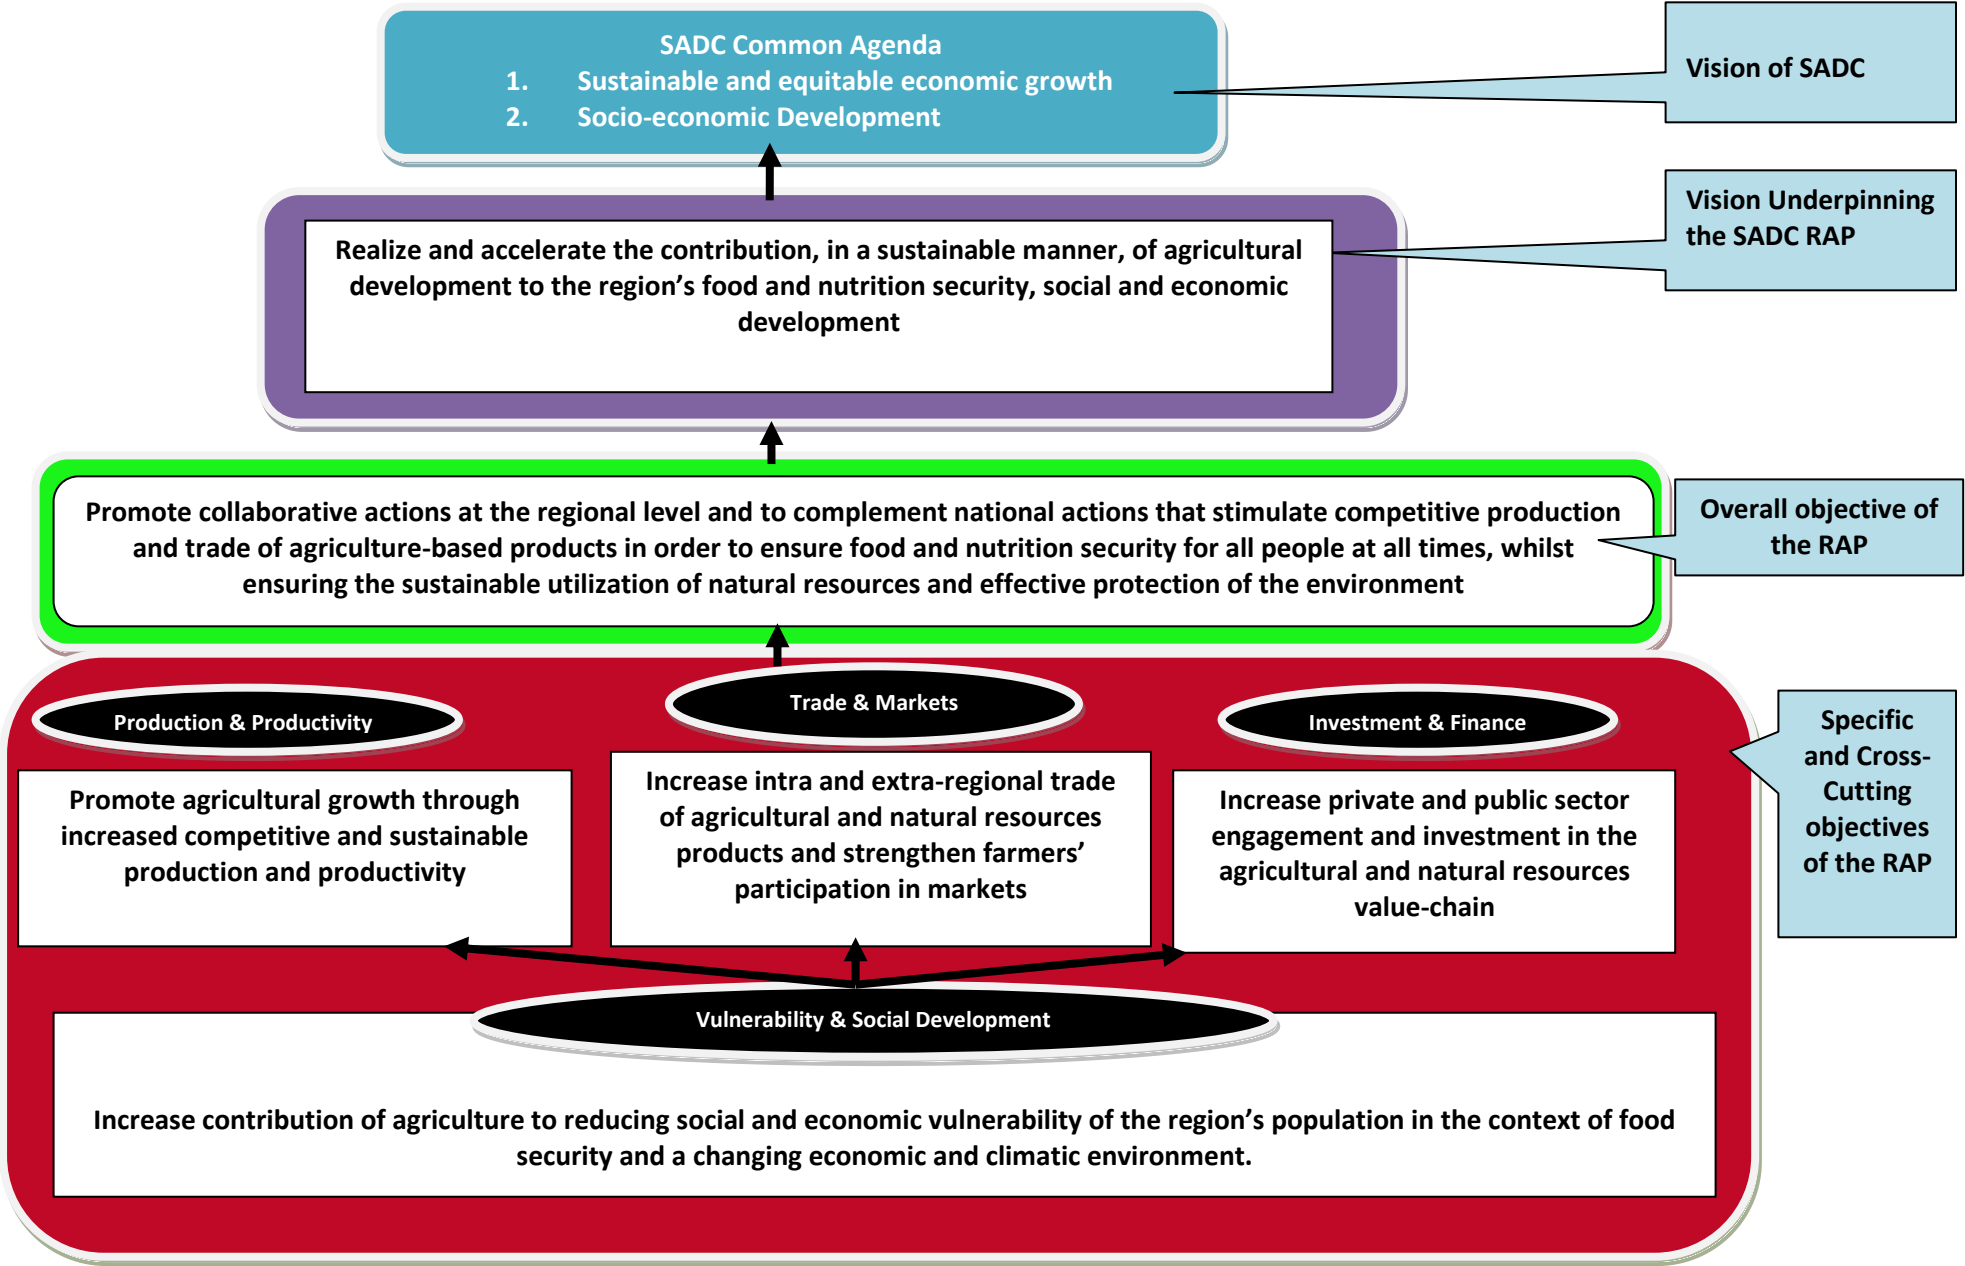 SADC Common Agenda
1. Sustainable and equitable economic growth
2. Socio-economic Development
Vision of SADC
Realize and accelerate the contribution, in a sustainable manner, of agricultural
development to the region’s food and nutrition security, social and economic
development
Vision Underpinning
the SADC RAP
Promote collaborative actions at the regional level and to complement national actions that stimulate competitive production
and trade of agriculture-based products in order to ensure food and nutrition security for all people at all times, whilst
ensuring the sustainable utilization of natural resources and effective protection of the environment
Overall objective of
the RAP
Production & Productivity
Promote agricultural growth through
increased competitive and sustainable
production and productivity
Trade & Markets
Increase intra and extra-regional trade
of agricultural and natural resources
products and strengthen farmers’
participation in markets
Investment & Finance
Increase private and public sector
engagement and investment in the
agricultural and natural resources
value-chain
Specific
and Cross-
Cutting
objectives
of the RAP
Vulnerability & Social Development
Increase contribution of agriculture to reducing social and economic vulnerability of the region’s population in the context of food
security and a changing economic and climatic environment.